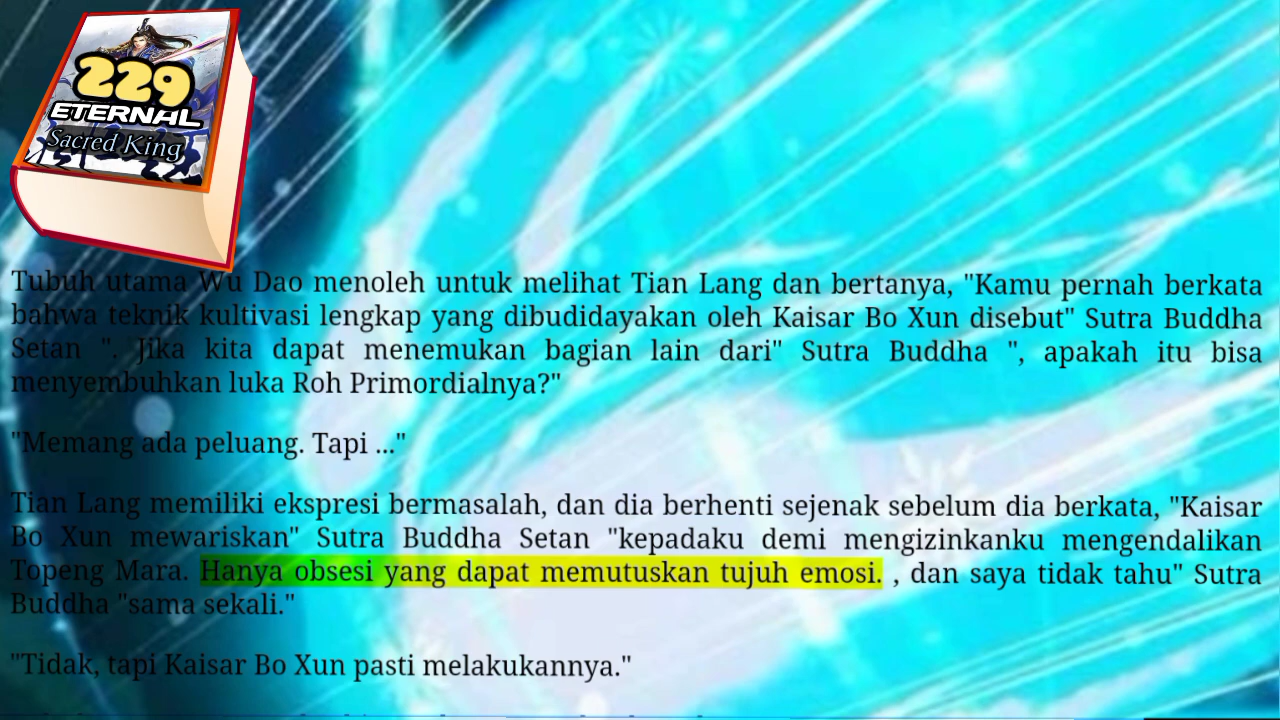 229
ETERNAL
Sacred King
Tubuh utama Wu Dao menoleh untuk melihat Tian Lang dan bertanya, "Kamu pernah berkata
bahwa teknik kultivasi lengkap yang dibudidayakan oleh Kaisar Bo Xun disebut" Sutra Buddha
Setan ". Jika kita dapat menemukan bagian lain dari" Sutra Buddha ", apakah itu bisa
menyembuhkan luka Roh Primordialnya?"
"Memang ada peluang. Tapi ..."
Tian Lang memiliki ekspresi bermasalah, dan dia berhenti sejenak sebelum dia berkata, "Kaisar
Bo Xun mewariskan" Sutra Buddha Setan "kepadaku demi mengizinkanku mengendalikan
Topeng Mara. Hanya obsesi yang dapat memutuskan tujuh emosi. , dan saya tidak tahu" Sutra
Buddha "sama sekali."
"Tidak, tapi Kaisar Bo Xun pasti melakukannya."